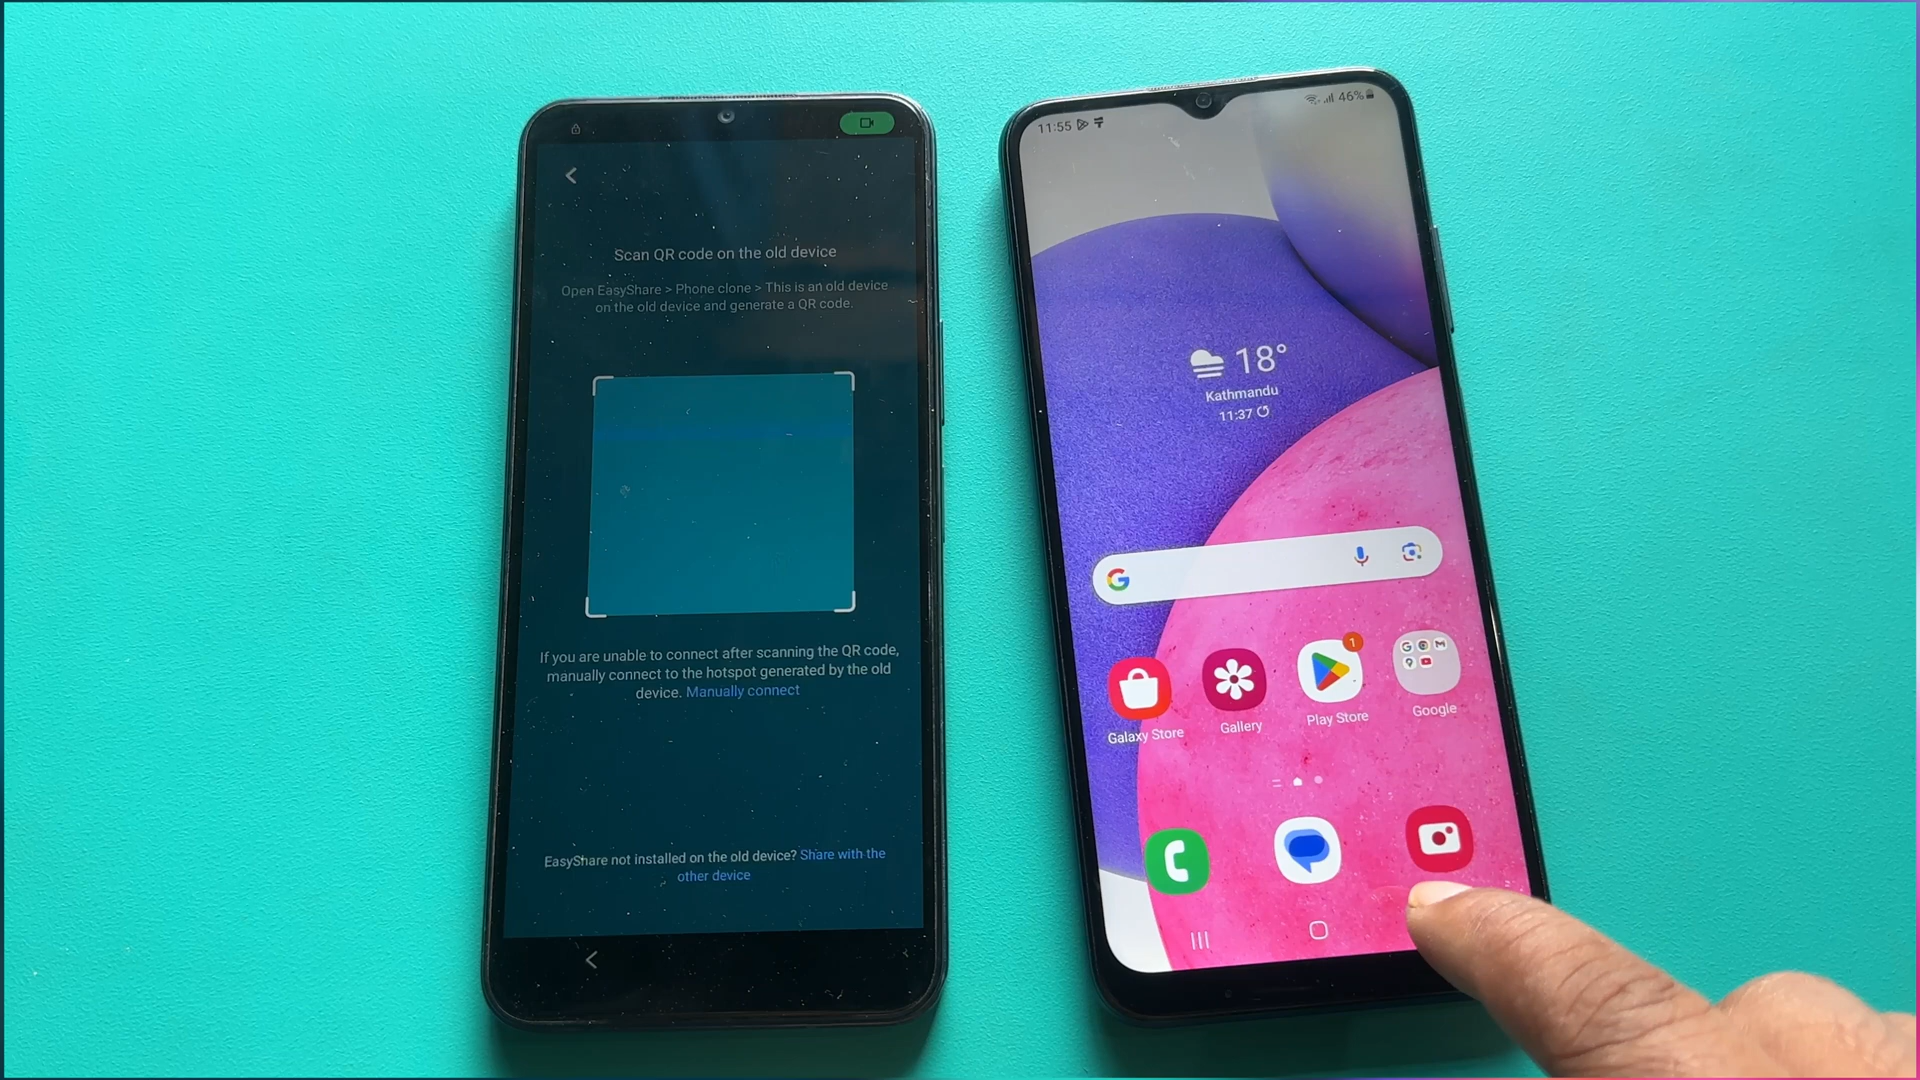 Scan QR code on the old device
Open EasyShare > Phone clone > This is an old device
on the old device and generate a QR code.
If you are unable to connect after scanning the QR code,
manually connect to the hotspot generated by the old
device. Manually connect
EasyShare not installed on the old device? Share with the
other device
11:55
46%
18°
Kathmandu
11:37
G
1
Galaxy Store
Gallery
Play Store
Google